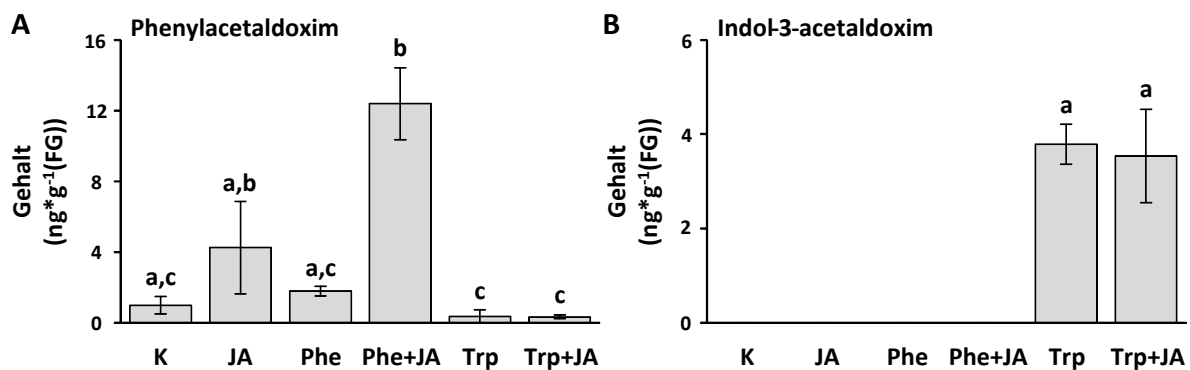 A Phenylacetaldoxim
Gehalt
(ng*g⁻¹(FG))
16
12
8
4
0
a,c
a,b
a,c
b
c
c
K JA Phe Phe+JA Trp Trp+JA
B Indol-3-acetaldoxim
Gehalt
(ng*g⁻¹(FG))
6
4
2
0
a
a
K JA Phe Phe+JA Trp Trp+JA